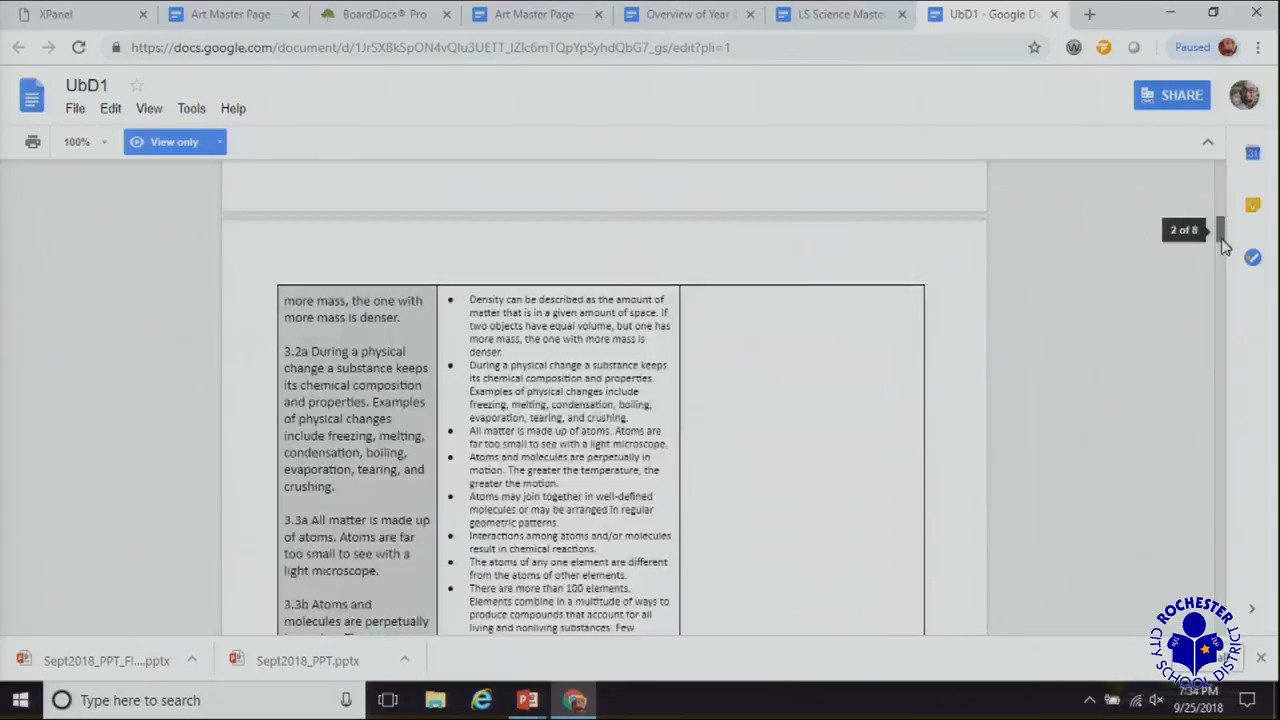 XPanel
Art Master Page
BoardDocs® Pro
Art Master Page
Overview of Year
LS Science Maste
UbD1 - Google Do
https://docs.google.com/document/d/1JrSXBkSpON4vQIu3UETT_IZIc6mTQpYpSyhdQbG7_gs/edit?pli=1
Paused
UbD1
File Edit View Tools Help
SHARE
100%
View only
31
2 of 8
more mass, the one with
more mass is denser.
3.2a During a physical
change a substance keeps
its chemical composition
and properties. Examples
of physical changes
include freezing, melting,
condensation, boiling,
evaporation, tearing, and
crushing.
3.3a All matter is made up
of atoms. Atoms are far
too small to see with a
light microscope.
3.3b Atoms and
molecules are perpetually
• Density can be described as the amount of
matter that is in a given amount of space. If
two objects have equal volume, but one has
more mass, the one with more mass is
denser.
• During a physical change a substance keeps
its chemical composition and properties.
Examples of physical changes include
freezing, melting, condensation, boiling,
evaporation, tearing, and crushing.
• All matter is made up of atoms. Atoms are
far too small to see with a light microscope.
• Atoms and molecules are perpetually in
motion. The greater the temperature, the
greater the motion.
• Atoms may join together in well-defined
molecules or may be arranged in regular
geometric patterns.
• Interactions among atoms and/or molecules
result in chemical reactions.
• The atoms of any one element are different
from the atoms of other elements.
• There are more than 100 elements.
Elements combine in a multitude of ways to
produce compounds that account for all
living and nonliving substances. Few
ROCHESTER
CITY SCHOOL DISTRICT
Sept2018_PPT_FI....pptx
Sept2018_PPT.pptx
Type here to search
7:34 PM
9/25/2018